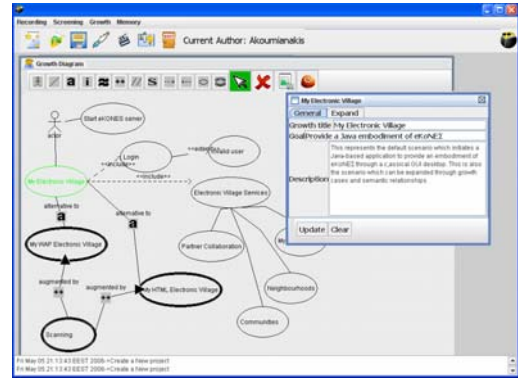 Recording Screening Growth Memory
Current Author: Akoumianakis
Growth Diagram
a i S
Start eKONES server
actor
Login
<<extend>>
Invalid user
<<include>>
<<include>>
My Electronic Village
Electronic Village Services
alternative to
a
alternative to
a
My WAP Electronic Village
Partner Collaboration
My
augmented by
augmented by
My HTML Electronic Village
Neighbourhoods
Scanning
Communities
My Electronic Village
General Expand
Growth title My Electronic Village
Goal Provide a Java embodiment of eKoNEΣ
Description
This represents the default scenario which initiates a
Java-based application to provide an embodiment of
eKoNEΣ through a classical GUI desktop. This is also
the scenario which can be expanded through growth
cases and semantic relationships
Update Clear
Fri May 05 21:13:43 EEST 2006->Create a New project
Fri May 05 21:13:43 EEST 2006->Create a New project